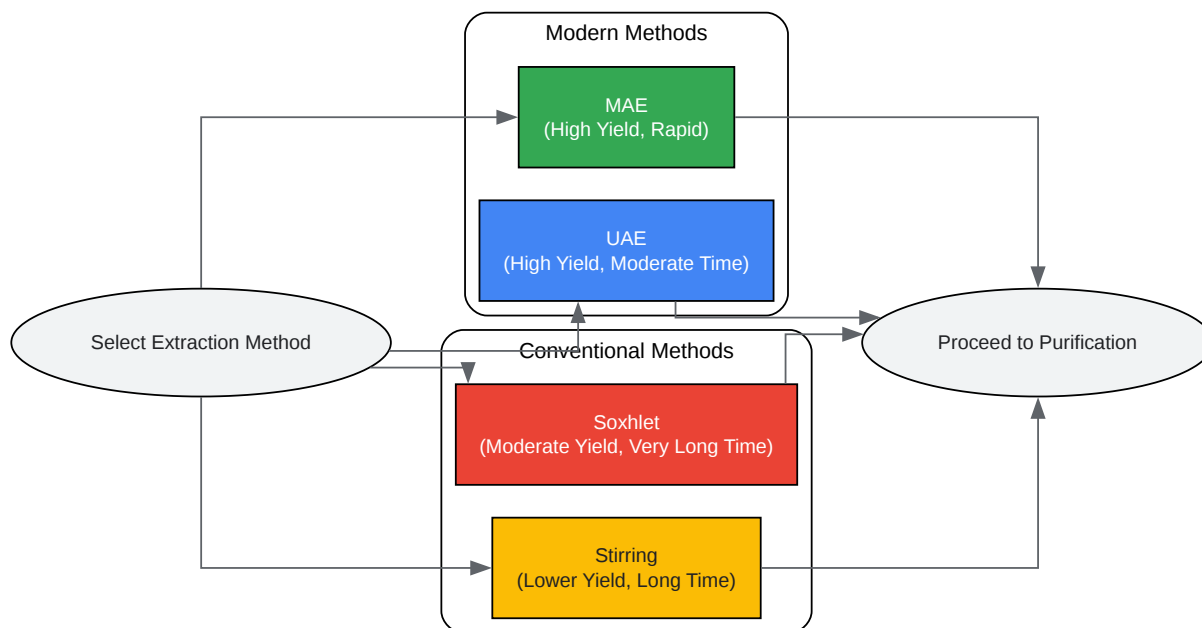 Modern Methods
MAE
(High Yield, Rapid)
UAE
(High Yield, Moderate Time)
Select Extraction Method
Proceed to Purification
Conventional Methods
Soxhlet
(Moderate Yield, Very Long Time)
Stirring
(Lower Yield, Long Time)